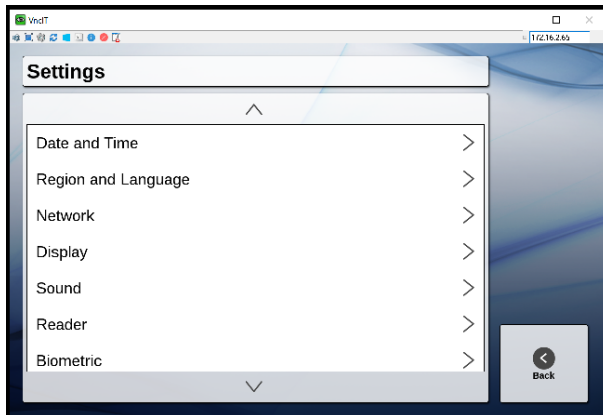 VncIT
172.16.2.65
Settings
Date and Time
Region and Language
Network
Display
Sound
Reader
Biometric
Back